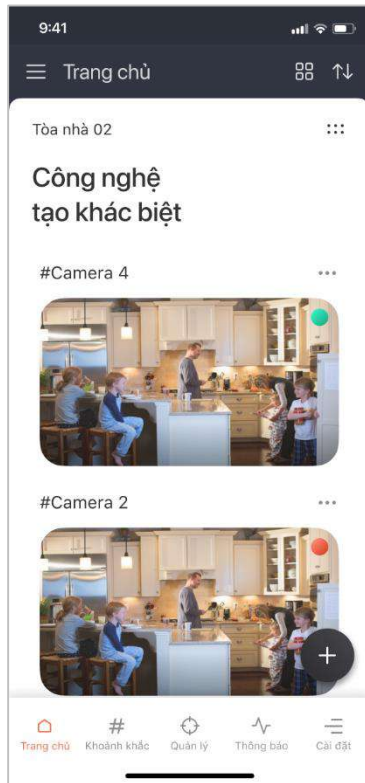 9:41
Trang chủ
Tòa nhà 02
Công nghệ
tạo khác biệt
#Camera 4
#Camera 2
Trang chủ
Khoảnh khắc
Quản lý
Thông báo
Cài đặt